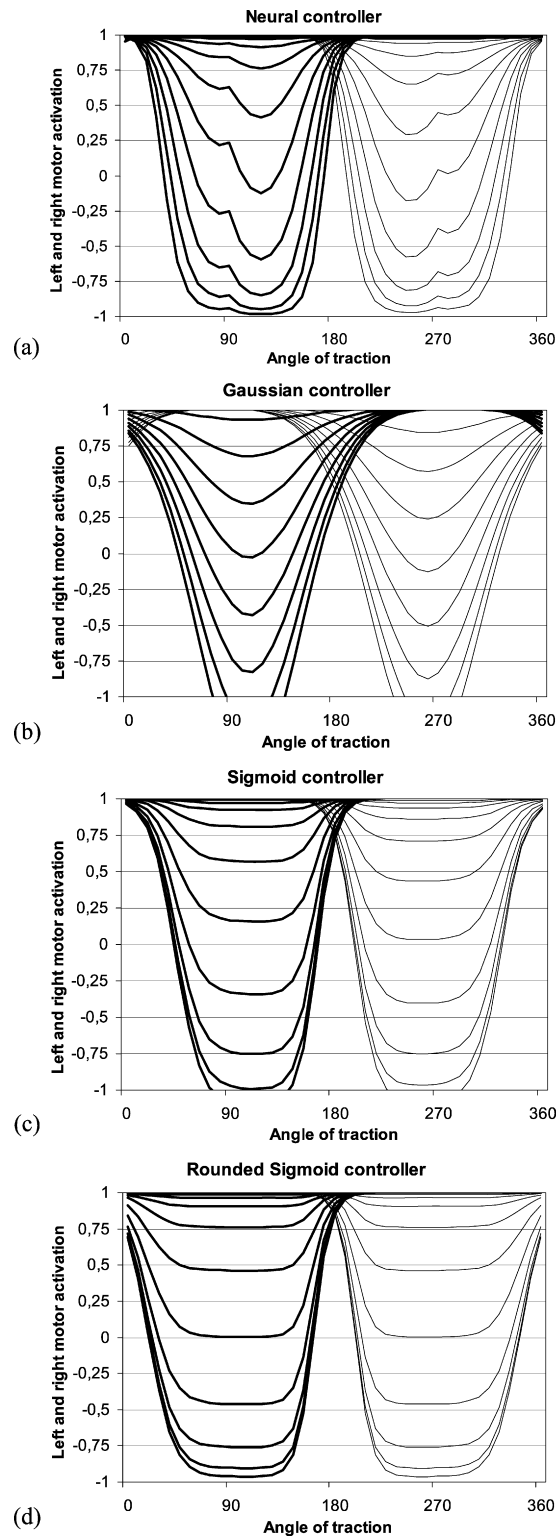 Neural controller
Left and right motor activation
1
0,75
0,5
0,25
0
-0,25
-0,5
-0,75
-1
0 90 180 270 360
Angle of traction
(a)
Gaussian controller
Left and right motor activation
1
0,75
0,5
0,25
0
-0,25
-0,5
-0,75
-1
0 90 180 270 360
Angle of traction
(b)
Sigmoid controller
Left and right motor activation
1
0,75
0,5
0,25
0
-0,25
-0,5
-0,75
-1
0 90 180 270 360
Angle of traction
(c)
Rounded Sigmoid controller
Left and right motor activation
1
0,75
0,5
0,25
0
-0,25
-0,5
-0,75
-1
0 90 180 270 360
Angle of traction
(d)